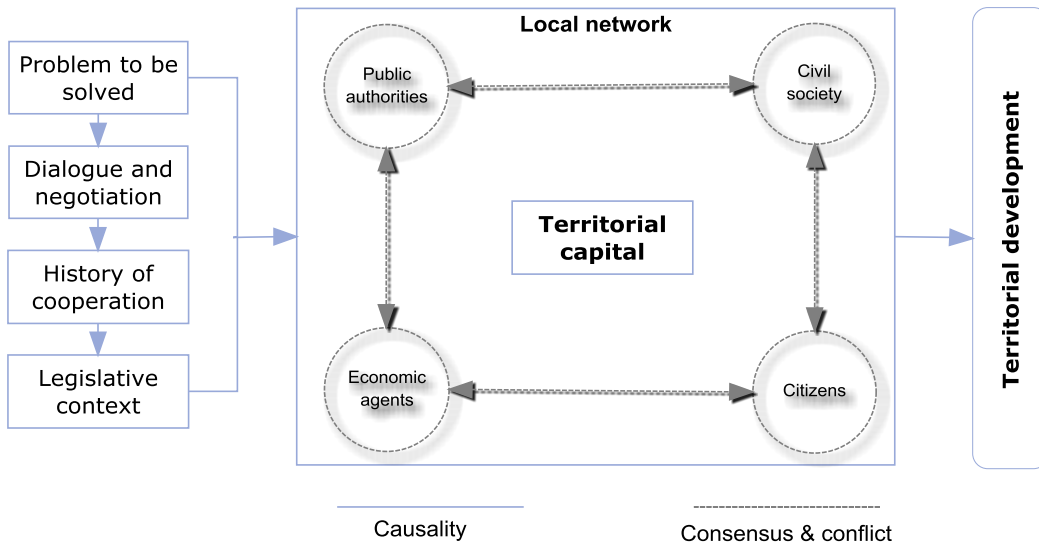 Problem to be
solved
Dialogue and
negotiation
History of
cooperation
Legislative
context
Local network
Public
authorities
Civil
society
Territorial
capital
Economic
agents
Citizens
Territorial development
Causality
Consensus & conflict